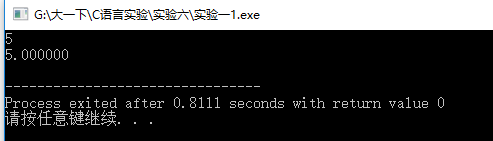 G:\大一下\C语言实验\实验六\实验一1.exe
5
5.000000
--------------------------------
Process exited after 0.8111 seconds with return value 0
请按任意键继续. . .